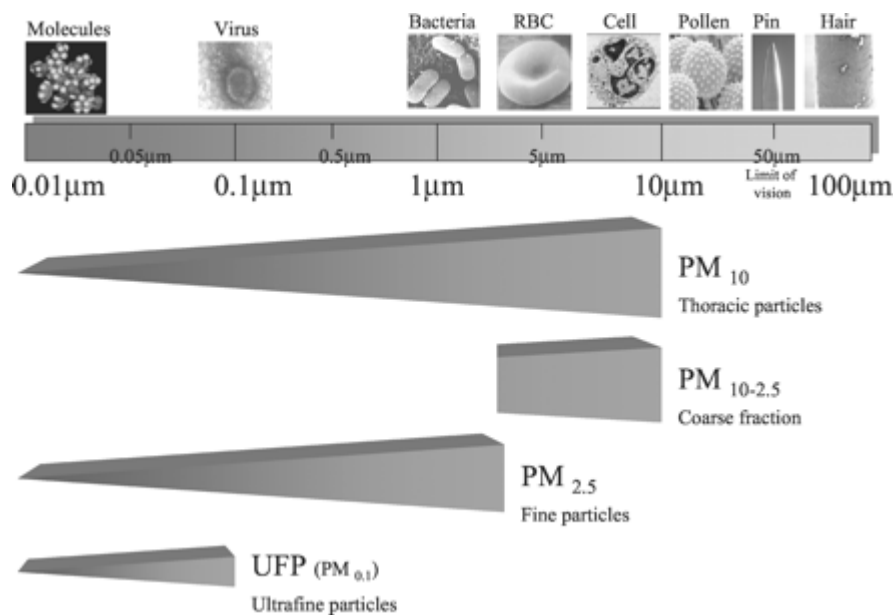 Molecules Virus Bacteria RBC Cell Pollen Pin Hair
0.05µm 0.5µm 5µm 50µm
0.01µm 0.1µm 1µm 10µm Limit of vision 100µm
PM 10
Thoracic particles
PM 10-2.5
Coarse fraction
PM 2.5
Fine particles
UFP (PM 0.1)
Ultrafine particles